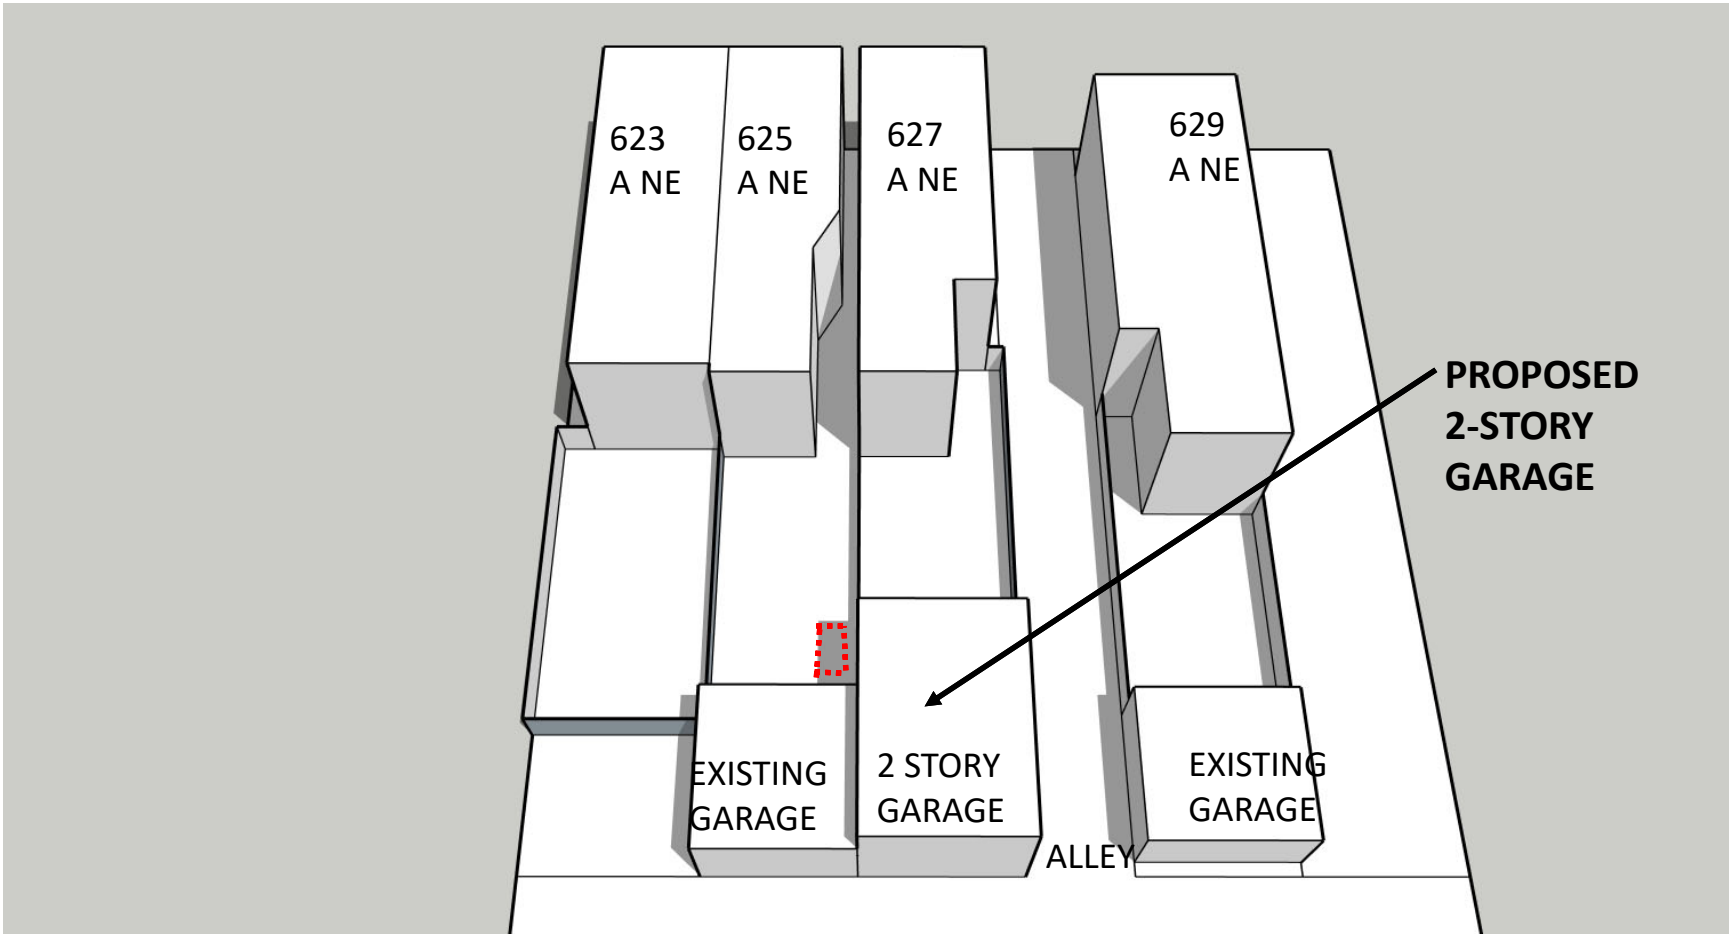 623
A NE
625
A NE
627
A NE
629
A NE
PROPOSED
2-STORY
GARAGE
EXISTING
GARAGE
2 STORY
GARAGE
EXISTING
GARAGE
ALLEY